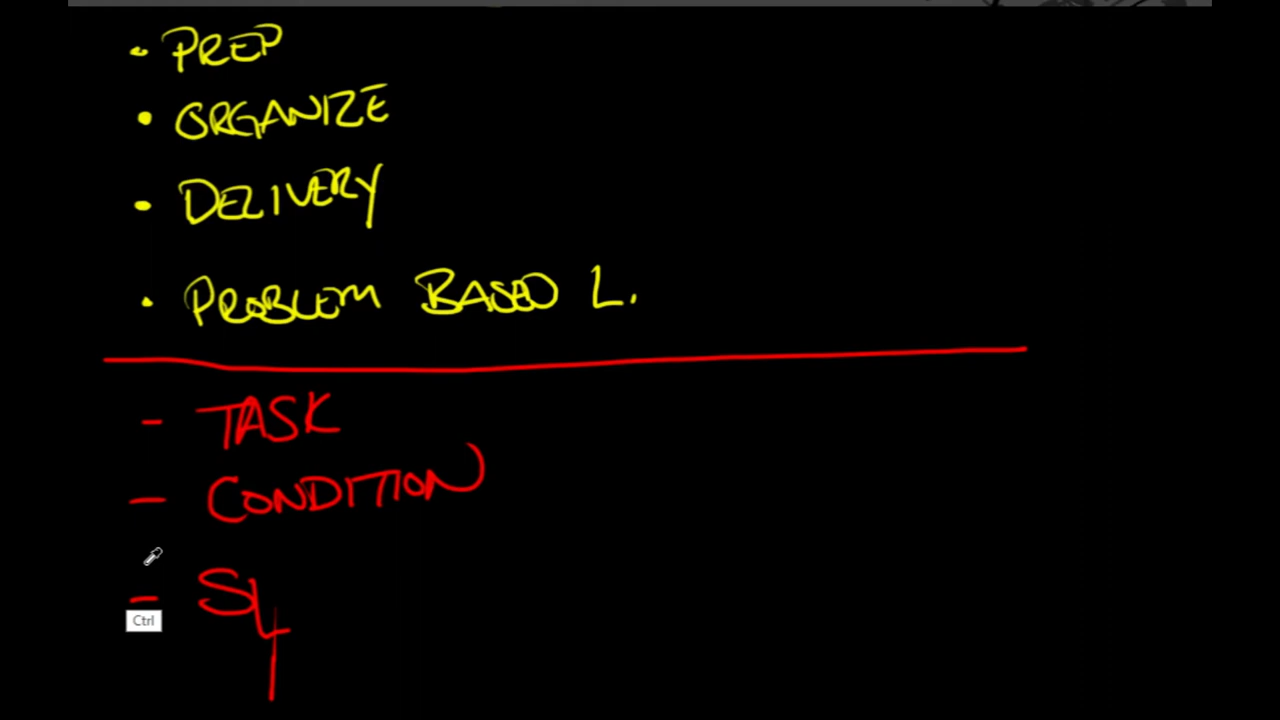 • PREP
• ORGANIZE
• DELIVERY
• PROBLEM BASED L.
- TASK
- CONDITION
Ctrl